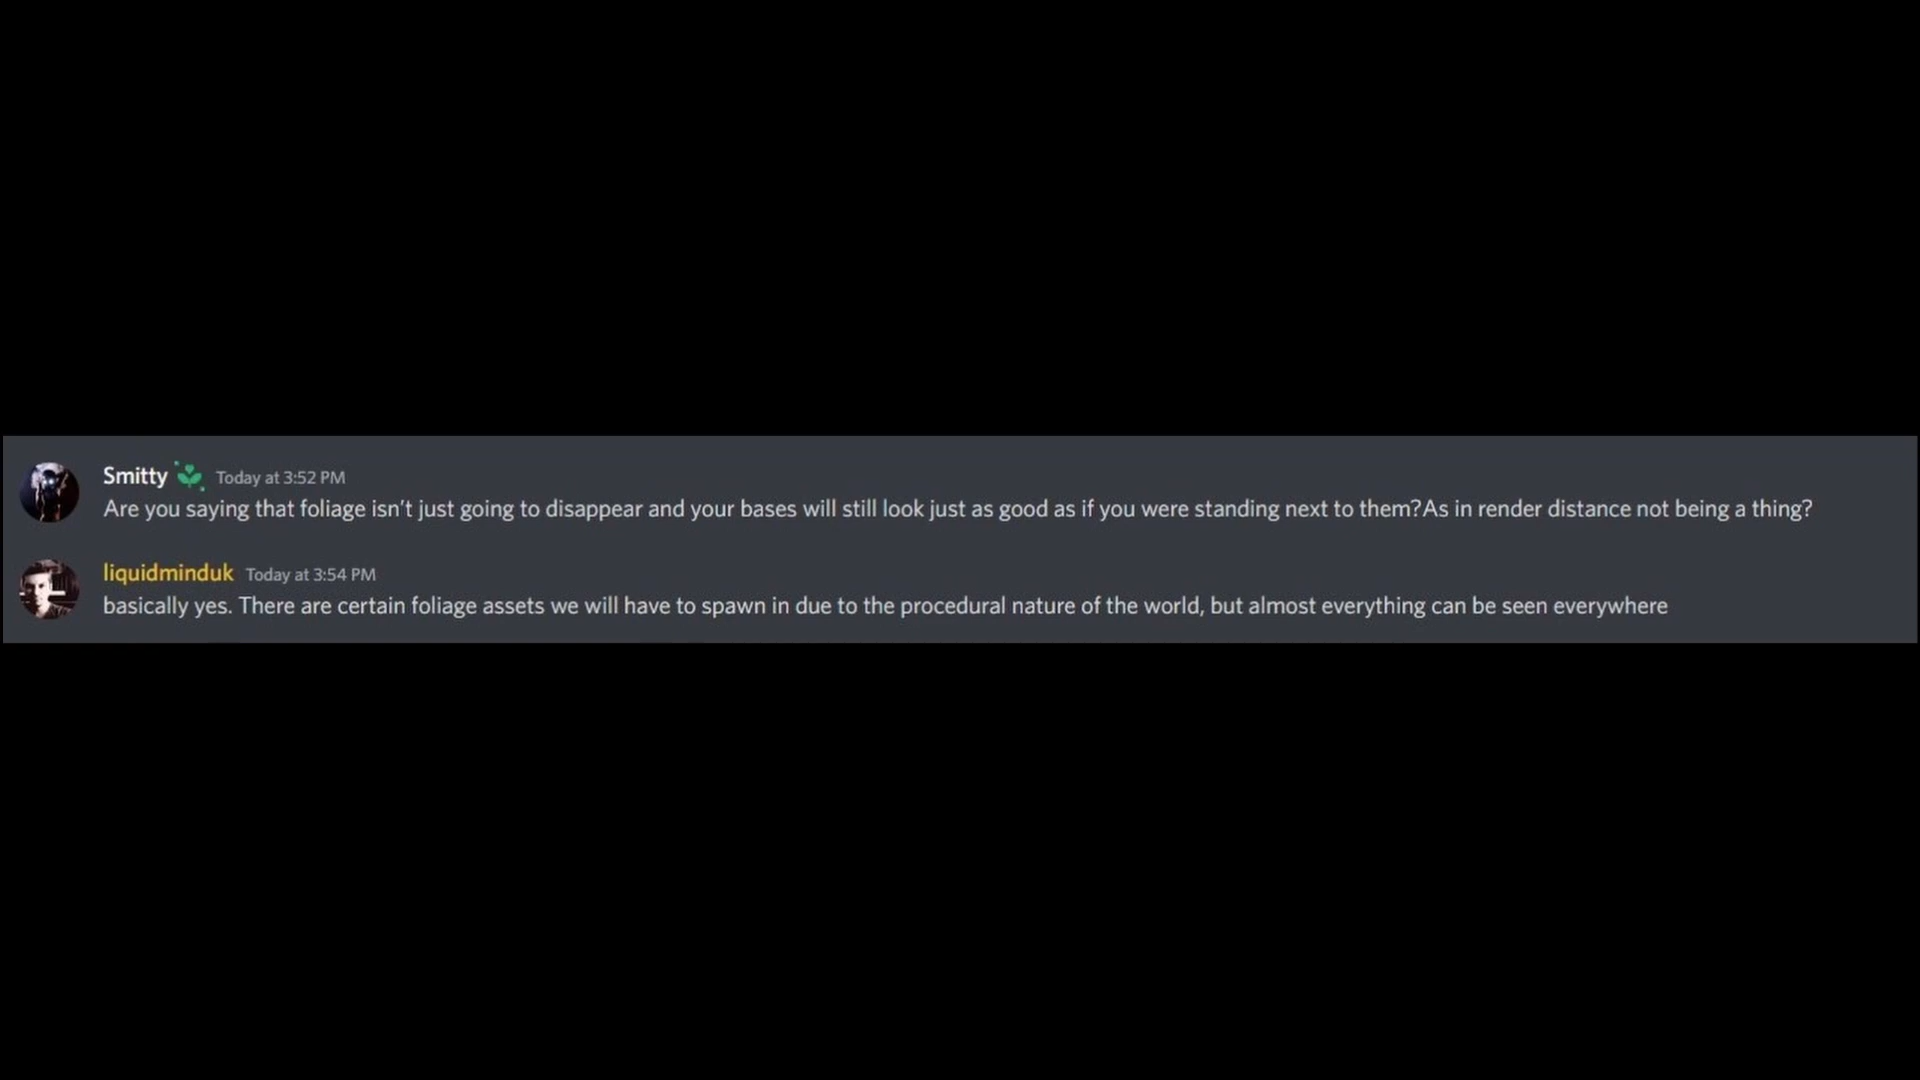 Smitty Today at 3:52 PM
Are you saying that foliage isn't just going to disappear and your bases will still look just as good as if you were standing next to them?As in render distance not being a thing?
liquidminduk Today at 3:54 PM
basically yes. There are certain foliage assets we will have to spawn in due to the procedural nature of the world, but almost everything can be seen everywhere